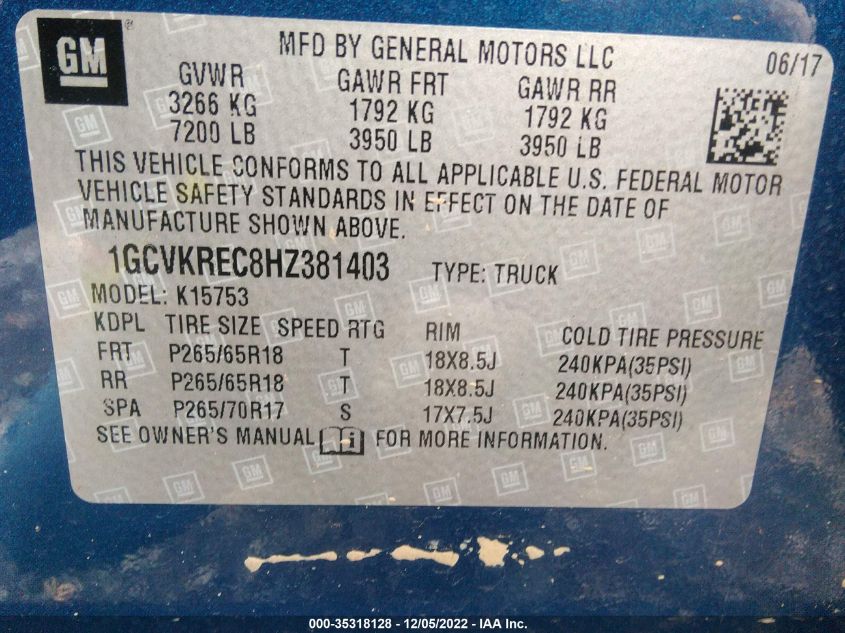 GM
MFD BY GENERAL MOTORS LLC
06/17
GVWR GAWR FRT GAWR RR
3266 KG 1792 KG 1792 KG
7200 LB 3950 LB 3950 LB
THIS VEHICLE CONFORMS TO ALL APPLICABLE U.S. FEDERAL MOTOR
VEHICLE SAFETY STANDARDS IN EFFECT ON THE DATE OF
MANUFACTURE SHOWN ABOVE.
1GCVKREC8HZ381403 TYPE: TRUCK
MODEL: K15753
KDPL TIRE SIZE SPEED RTG RIM COLD TIRE PRESSURE
FRT P265/65R18 T 18X8.5J 240KPA(35PSI)
RR P265/65R18 T 18X8.5J 240KPA(35PSI)
SPA P265/70R17 S 17X7.5J 240KPA(35PSI)
SEE OWNER'S MANUAL i FOR MORE INFORMATION.
000-35318128 - 12/05/2022 - IAA Inc.